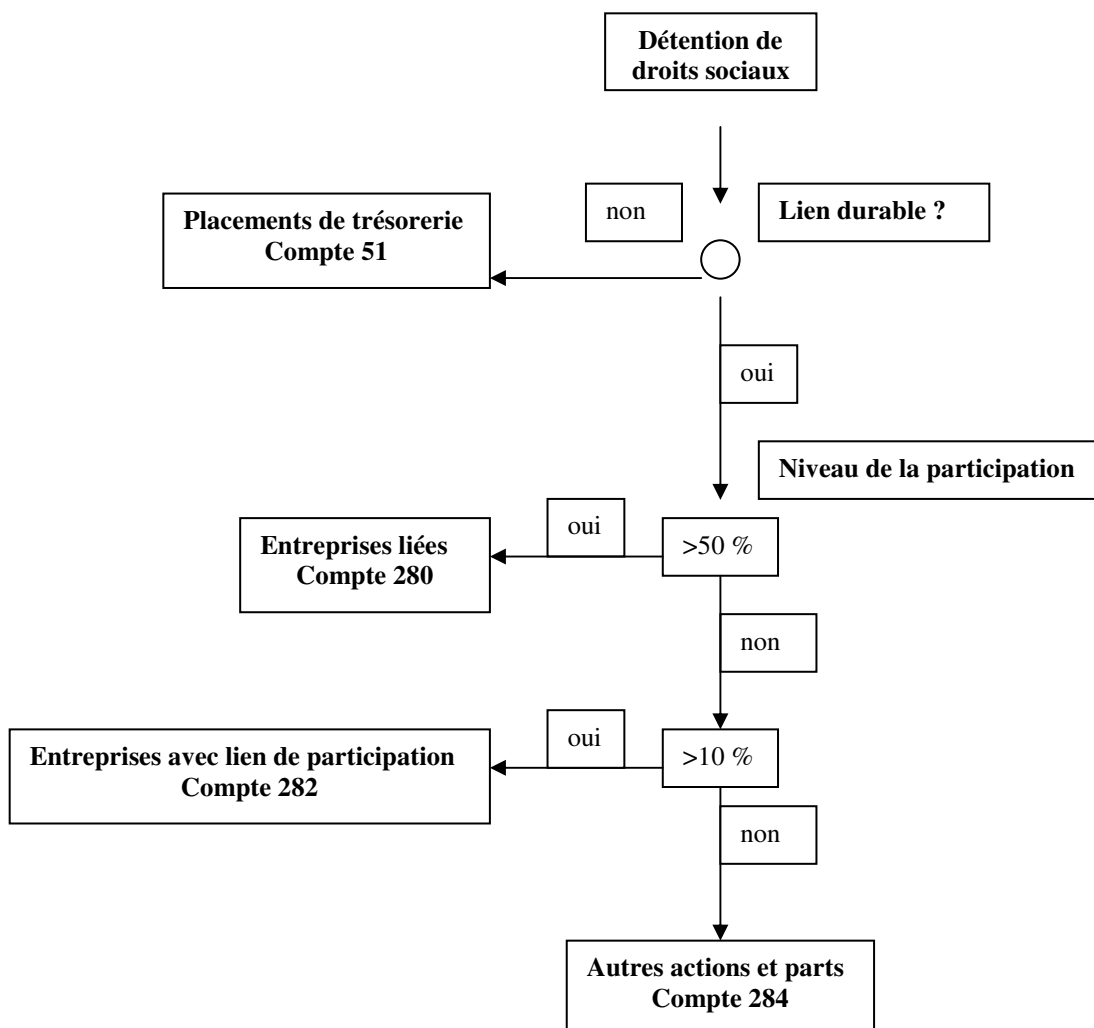 Détention de
droits sociaux
non
Lien durable ?
Placements de trésorerie
Compte 51
oui
Niveau de la participation
oui
>50 %
Entreprises liées
Compte 280
non
oui
>10 %
Entreprises avec lien de participation
Compte 282
non
Autres actions et parts
Compte 284